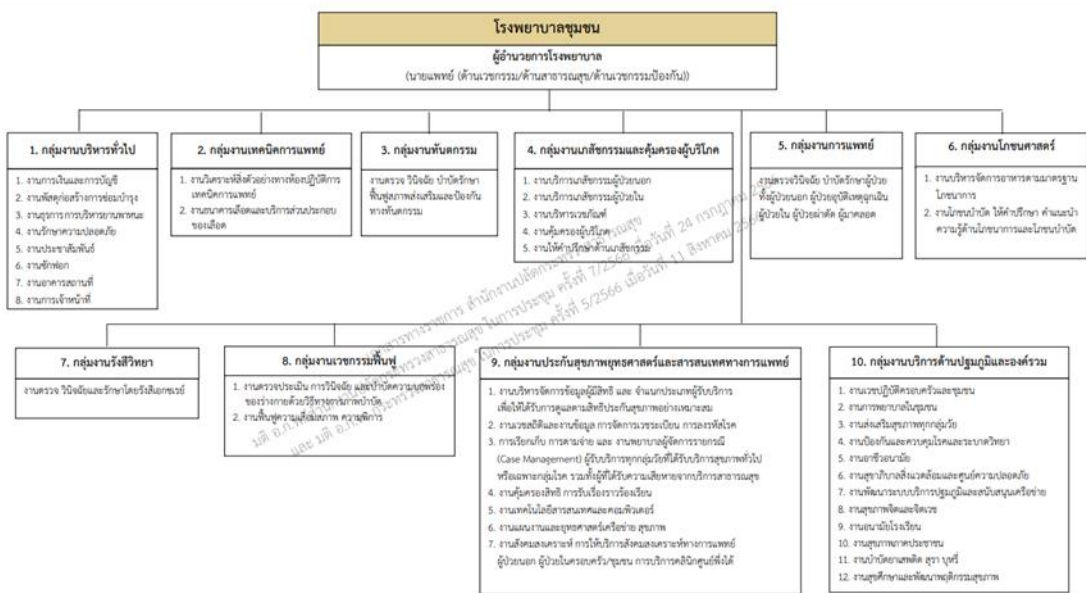 โรงพยาบาลชุมชน
ผู้อำนวยการโรงพยาบาล
(นายแพทย์ (ด้านเวชกรรม/ด้านสาธารณสุข/ด้านเวชกรรมป้องกัน))
1. กลุ่มงานบริหารทั่วไป
1. งานการเงินและการบัญชี
2. งานพัสดุก่อสร้างการซ่อมบำรุง
3. งานธุรการ การบริหารยานพาหนะ
4. งานรักษาความปลอดภัย
5. งานประชาสัมพันธ์
6. งานซักฟอก
7. งานอาคารสถานที่
8. งานการเจ้าหน้าที่
2. กลุ่มงานเทคนิคการแพทย์
1. งานวิเคราะห์สิ่งตัวอย่างทางห้องปฏิบัติการ
เทคนิคการแพทย์
2. งานธนาคารเลือดและบริการส่วนประกอบ
ของเลือด
3. กลุ่มงานทันตกรรม
งานตรวจ วินิจฉัย บำบัดรักษา
ฟื้นฟูสภาพส่งเสริมและป้องกัน
ทางทันตกรรม
4. กลุ่มงานเภสัชกรรมและคุ้มครองผู้บริโภค
1. งานบริการเภสัชกรรมผู้ป่วยนอก
2. งานบริการเภสัชกรรมผู้ป่วยใน
3. งานบริหารเวชภัณฑ์
4. งานคุ้มครองผู้บริโภค
5. งานให้คำปรึกษาด้านเภสัชกรรม
5. กลุ่มงานการแพทย์
งานตรวจวินิจฉัย บำบัดรักษาผู้ป่วย
ทั้งผู้ป่วยนอก ผู้ป่วยอุบัติเหตุฉุกเฉิน
ผู้ป่วยใน ผู้ป่วยผ่าตัด ผู้มาคลอด
6. กลุ่มงานโภชนศาสตร์
1. งานบริหารจัดการอาหารตามมาตรฐาน
โภชนาการ
2. งานโภชนบำบัด ให้คำปรึกษา คำแนะนำ
ความรู้ด้านโภชนาการและโภชนบำบัด
7. กลุ่มงานรังสีวิทยา
งานตรวจ วินิจฉัยและรักษาโดยรังสีเอกซเรย์
8. กลุ่มงานเวชกรรมฟื้นฟู
1. งานตรวจประเมิน การวินิจฉัย และบำบัดความบกพร่อง
ของร่างกายด้วยวิธีทางกายภาพบำบัด
2. งานฟื้นฟูความเสื่อมสภาพ ความพิการ
9. กลุ่มงานประกันสุขภาพยุทธศาสตร์และสารสนเทศทางการแพทย์
1. งานบริหารจัดการข้อมูลผู้มีสิทธิ และ จำแนกประเภทผู้รับบริการ
เพื่อให้ได้รับการดูแลตามสิทธิประกันสุขภาพอย่างเหมาะสม
2. งานเวชสถิติและงานข้อมูล การจัดการเวชระเบียน การลงรหัสโรค
3. การเรียกเก็บ การตามจ่าย และ งานพยาบาลผู้จัดการรายกรณี
(Case Management) ผู้รับบริการทุกกลุ่มวัยที่ได้รับบริการสุขภาพทั่วไป
หรือเฉพาะกลุ่มโรค รวมทั้งผู้ที่ได้รับความเสียหายจากบริการสาธารณสุข
4. งานคุ้มครองสิทธิ การรับเรื่องราวร้องเรียน
5. งานเทคโนโลยีสารสนเทศและคอมพิวเตอร์
6. งานแผนงานและยุทธศาสตร์เครือข่าย สุขภาพ
7. งานสังคมสงเคราะห์ การให้บริการสังคมสงเคราะห์ทางการแพทย์
ผู้ป่วยนอก ผู้ป่วยในครอบครัว/ชุมชน การบริการคลินิกศูนย์พึ่งได้
10. กลุ่มงานบริการด้านปฐมภูมิและองค์รวม
1. งานเวชปฏิบัติครอบครัวและชุมชน
2. งานการพยาบาลในชุมชน
3. งานส่งเสริมสุขภาพทุกกลุ่มวัย
4. งานป้องกันและควบคุมโรคและระบาดวิทยา
5. งานอาชีวอนามัย
6. งานสุขาภิบาลสิ่งแวดล้อมและศูนย์ความปลอดภัย
7. งานพัฒนาระบบบริการปฐมภูมิและสนับสนุนเครือข่าย
8. งานสุขภาพจิตและจิตเวช
9. งานอนามัยโรงเรียน
10. งานสุขภาพภาคประชาชน
11. งานบำบัดยาเสพติด สุรา บุหรี่
12. งานสุขศึกษาและพัฒนาพฤติกรรมสุขภาพ